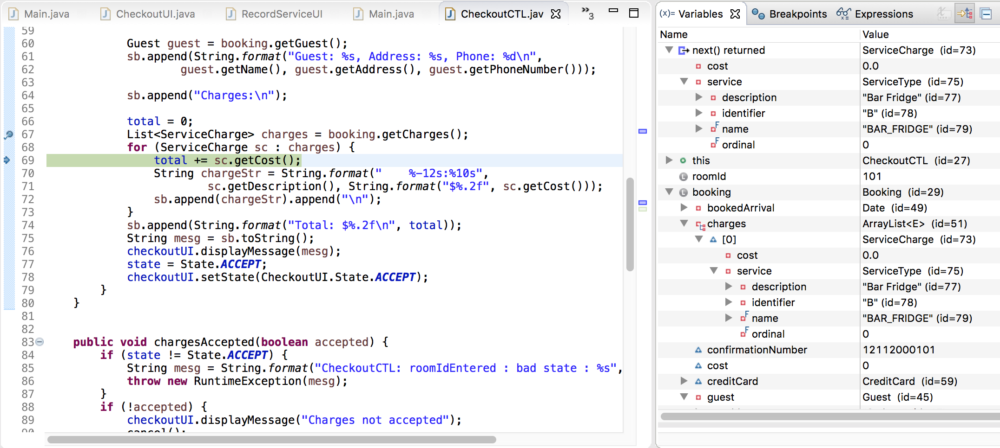 Main.java
CheckoutUI.java
RecordServiceUI
Main.java
CheckoutCTL.jav
»3
59
60 Guest guest = booking.getGuest();
61 sb.append(String.format("Guest: %s, Address: %s, Phone: %d\n",
62 guest.getName(), guest.getAddress(), guest.getPhoneNumber()));
63
64 sb.append("Charges:\n");
65
66 total = 0;
67 List<ServiceCharge> charges = booking.getCharges();
68 for (ServiceCharge sc : charges) {
69 total += sc.getCost();
70 String chargeStr = String.format("    %-12s:%10s",
71 sc.getDescription(), String.format("$%.2f", sc.getCost()));
72 sb.append(chargeStr).append("\n");
73 }
74 sb.append(String.format("Total: $%.2f\n", total));
75 String mesg = sb.toString();
76 checkoutUI.displayMessage(mesg);
77 state = State.ACCEPT;
78 checkoutUI.setState(CheckoutUI.State.ACCEPT);
79 }
80 }
81
82
83 public void chargesAccepted(boolean accepted) {
84 if (state != State.ACCEPT) {
85 String mesg = String.format("CheckoutCTL: roomIdEntered : bad state : %s",
86 throw new RuntimeException(mesg);
87 }
88 if (!accepted) {
89 checkoutUI.displayMessage("Charges not accepted");
90 cancel();
(x)= Variables
Breakpoints
Expressions
Name Value
next() returned ServiceCharge (id=73)
cost 0.0
service ServiceType (id=75)
description "Bar Fridge" (id=77)
identifier "B" (id=78)
F name "BAR_FRIDGE" (id=79)
F ordinal 0
this CheckoutCTL (id=27)
L roomId 101
L booking Booking (id=29)
bookedArrival Date (id=49)
charges ArrayList<E> (id=51)
[0] ServiceCharge (id=73)
cost 0.0
service ServiceType (id=75)
description "Bar Fridge" (id=77)
identifier "B" (id=78)
F name "BAR_FRIDGE" (id=79)
F ordinal 0
confirmationNumber 12112000101
cost 0
creditCard CreditCard (id=59)
guest Guest (id=45)